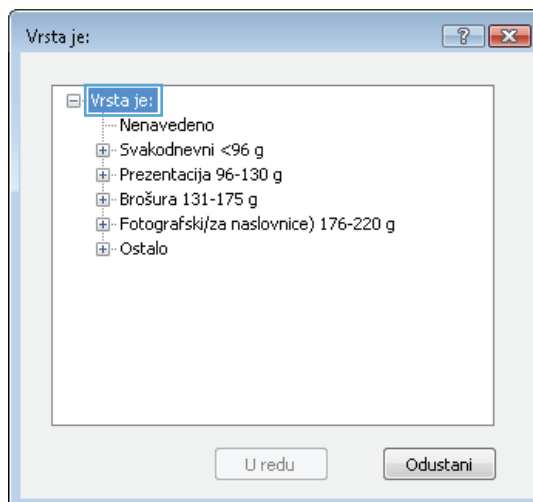 Vrsta je:
Vrsta je:
Nenavedeno
Svakodnevni <96 g
Prezentacija 96-130 g
Brošura 131-175 g
Fotografski/za naslovnice) 176-220 g
Ostalo
U redu Odustani